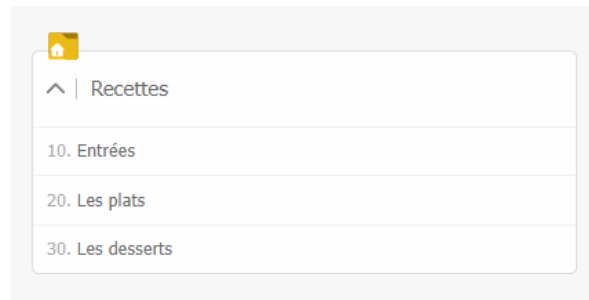 Recettes
10. Entrées
20. Les plats
30. Les desserts